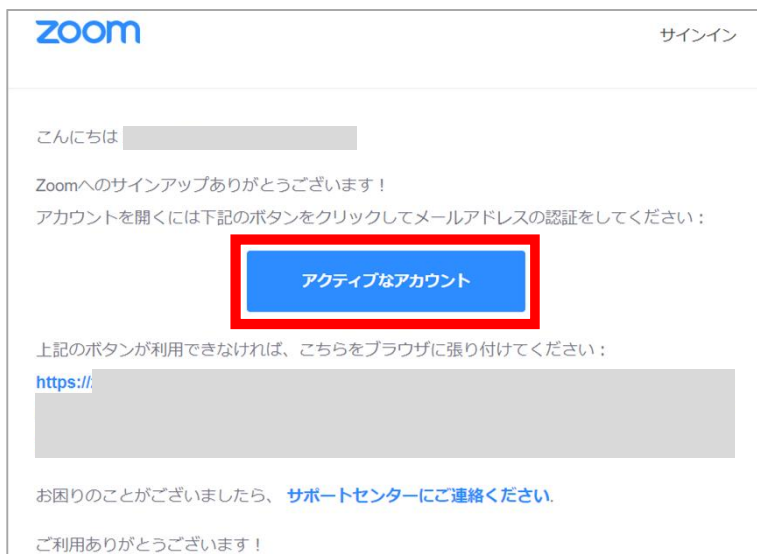 zoom
サインイン
こんにちは
Zoomへのサインアップありがとうございます！
アカウントを開くには下記のボタンをクリックしてメールアドレスの認証をしてください：
アクティブなアカウント
上記のボタンが利用できなければ、こちらをブラウザに張り付けてください：
https://
お困りのことがございましたら、 サポートセンターにご連絡ください.
ご利用ありがとうございます！